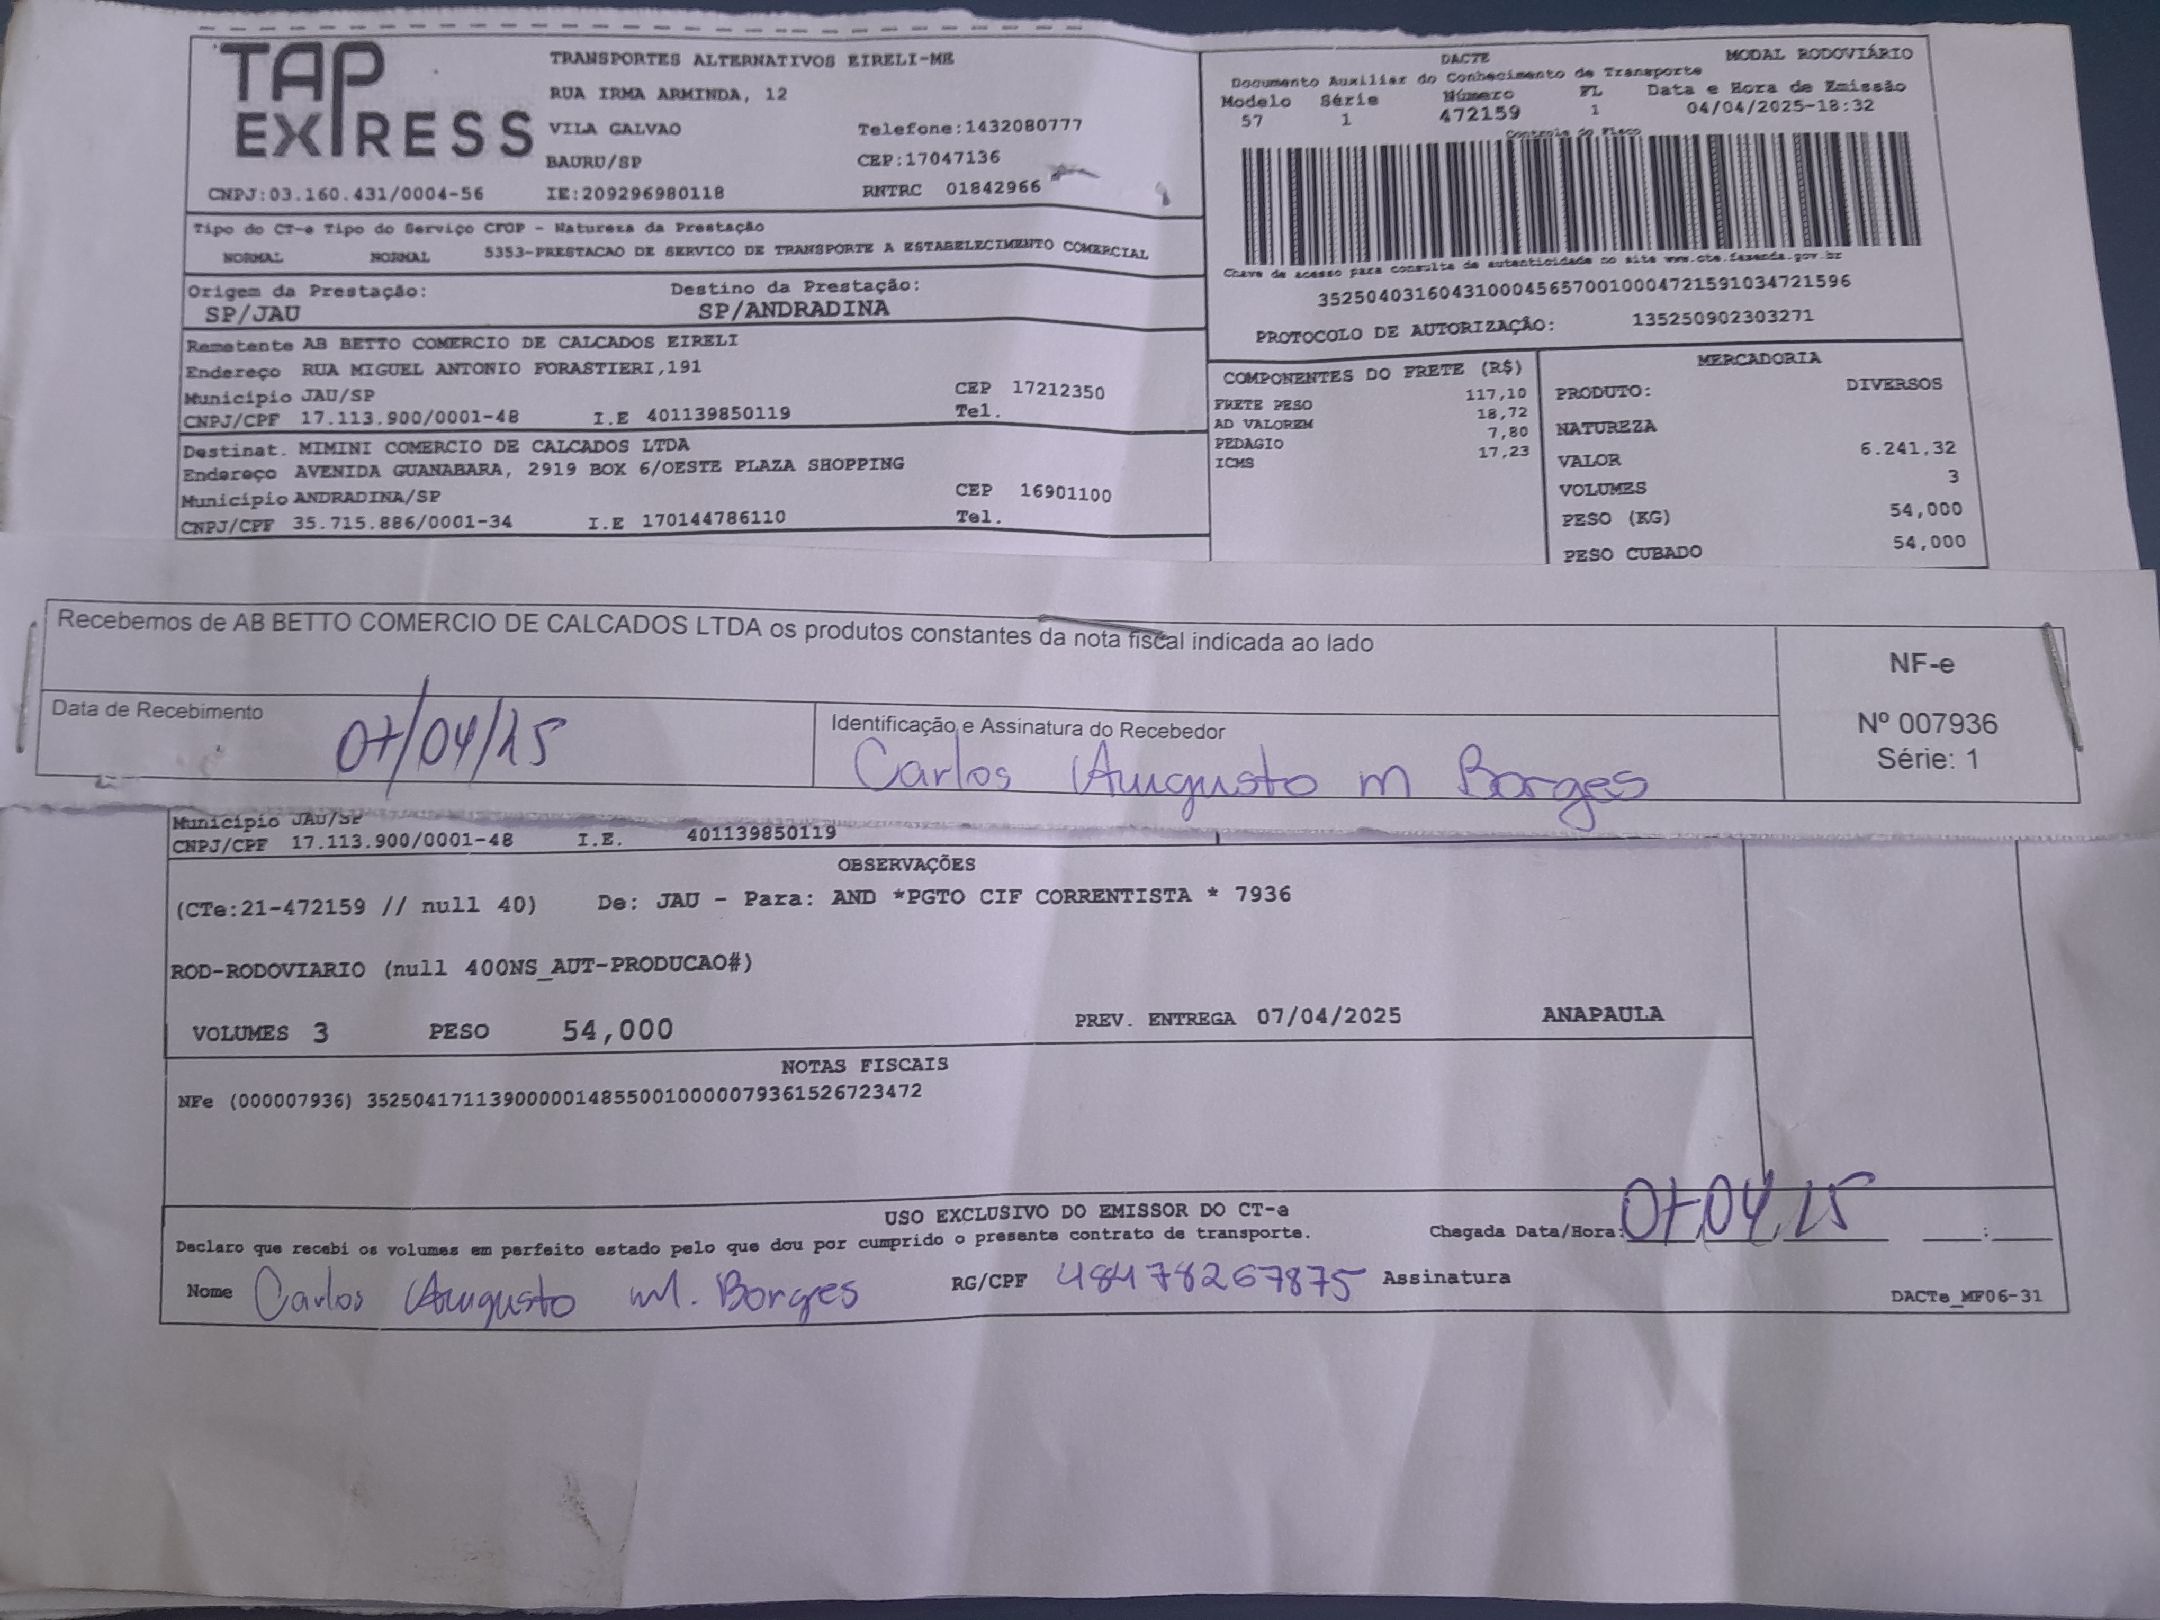 TAP EXPRESS
TRANSPORTES ALTERNATIVOS EIRELI-ME
RUA IRMA ARMINDA, 12
VILA GALVAO Telefone:1432080777
BAURU/SP CEP:17047136
CNPJ:03.160.431/0004-56 IE:209296980118 RNTRC 01842966
DACTE MODAL RODOVIÁRIO
Documento Auxiliar do Conhecimento de Transporte
Modelo Série Número FL Data e Hora de Emissão
57 1 472159 1 04/04/2025-18:32
Controle do Fisco
Chave de acesso para consulta de autenticidade no site www.cte.fazenda.gov.br
35250403160431000456570010004721591034721596
PROTOCOLO DE AUTORIZAÇÃO: 135250902303271
Tipo do CT-e Tipo do Serviço CFOP - Natureza da Prestação
NORMAL NORMAL 5353-PRESTACAO DE SERVICO DE TRANSPORTE A ESTABELECIMENTO COMERCIAL
Origem da Prestação: Destino da Prestação:
SP/JAU SP/ANDRADINA
Remetente AB BETTO COMERCIO DE CALCADOS EIRELI
Endereço RUA MIGUEL ANTONIO FORASTIERI,191
Município JAU/SP CEP 17212350
CNPJ/CPF 17.113.900/0001-48 I.E 401139850119 Tel.
Destinat. MIMINI COMERCIO DE CALCADOS LTDA
Endereço AVENIDA GUANABARA, 2919 BOX 6/OESTE PLAZA SHOPPING
Município ANDRADINA/SP CEP 16901100
CNPJ/CPF 35.715.886/0001-34 I.E 170144786110 Tel.
COMPONENTES DO FRETE (R$)
FRETE PESO 117,10
AD VALOREM 18,72
PEDAGIO 7,80
ICMS 17,23
MERCADORIA
PRODUTO: DIVERSOS
NATUREZA
VALOR 6.241,32
VOLUMES 3
PESO (KG) 54,000
PESO CUBADO 54,000
Recebemos de AB BETTO COMERCIO DE CALCADOS LTDA os produtos constantes da nota fiscal indicada ao lado
NF-e
Nº 007936
Série: 1
Data de Recebimento 07/04/25
Identificação e Assinatura do Recebedor
Carlos Augusto m Borges
Município JAU/SP
CNPJ/CPF 17.113.900/0001-48 I.E. 401139850119
OBSERVAÇÕES
(CTe:21-472159 // null 40) De: JAU - Para: AND *PGTO CIF CORRENTISTA * 7936
ROD-RODOVIARIO (null 400NS_AUT-PRODUCAO#)
VOLUMES 3 PESO 54,000 PREV. ENTREGA 07/04/2025 ANAPAULA
NOTAS FISCAIS
NFe (000007936) 35250417113900000148550010000079361526723472
USO EXCLUSIVO DO EMISSOR DO CT-e
Declaro que recebi os volumes em perfeito estado pelo que dou por cumprido o presente contrato de transporte. Chegada Data/Hora: 07 04 25 :
Nome Carlos Augusto M. Borges RG/CPF 48478267875 Assinatura
DACTe_MF06-31